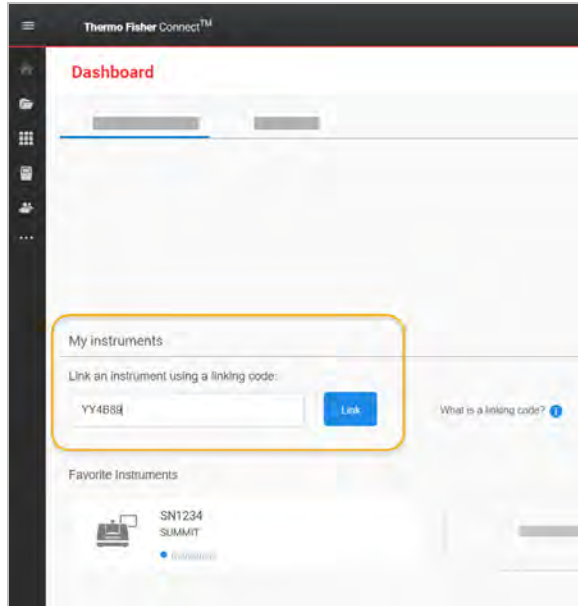 Thermo Fisher Connect™
Dashboard
My instruments
Link an instrument using a linking code:
YY4B89
Link
What is a linking code?
Favorite Instruments
SN1234
SUMMIT